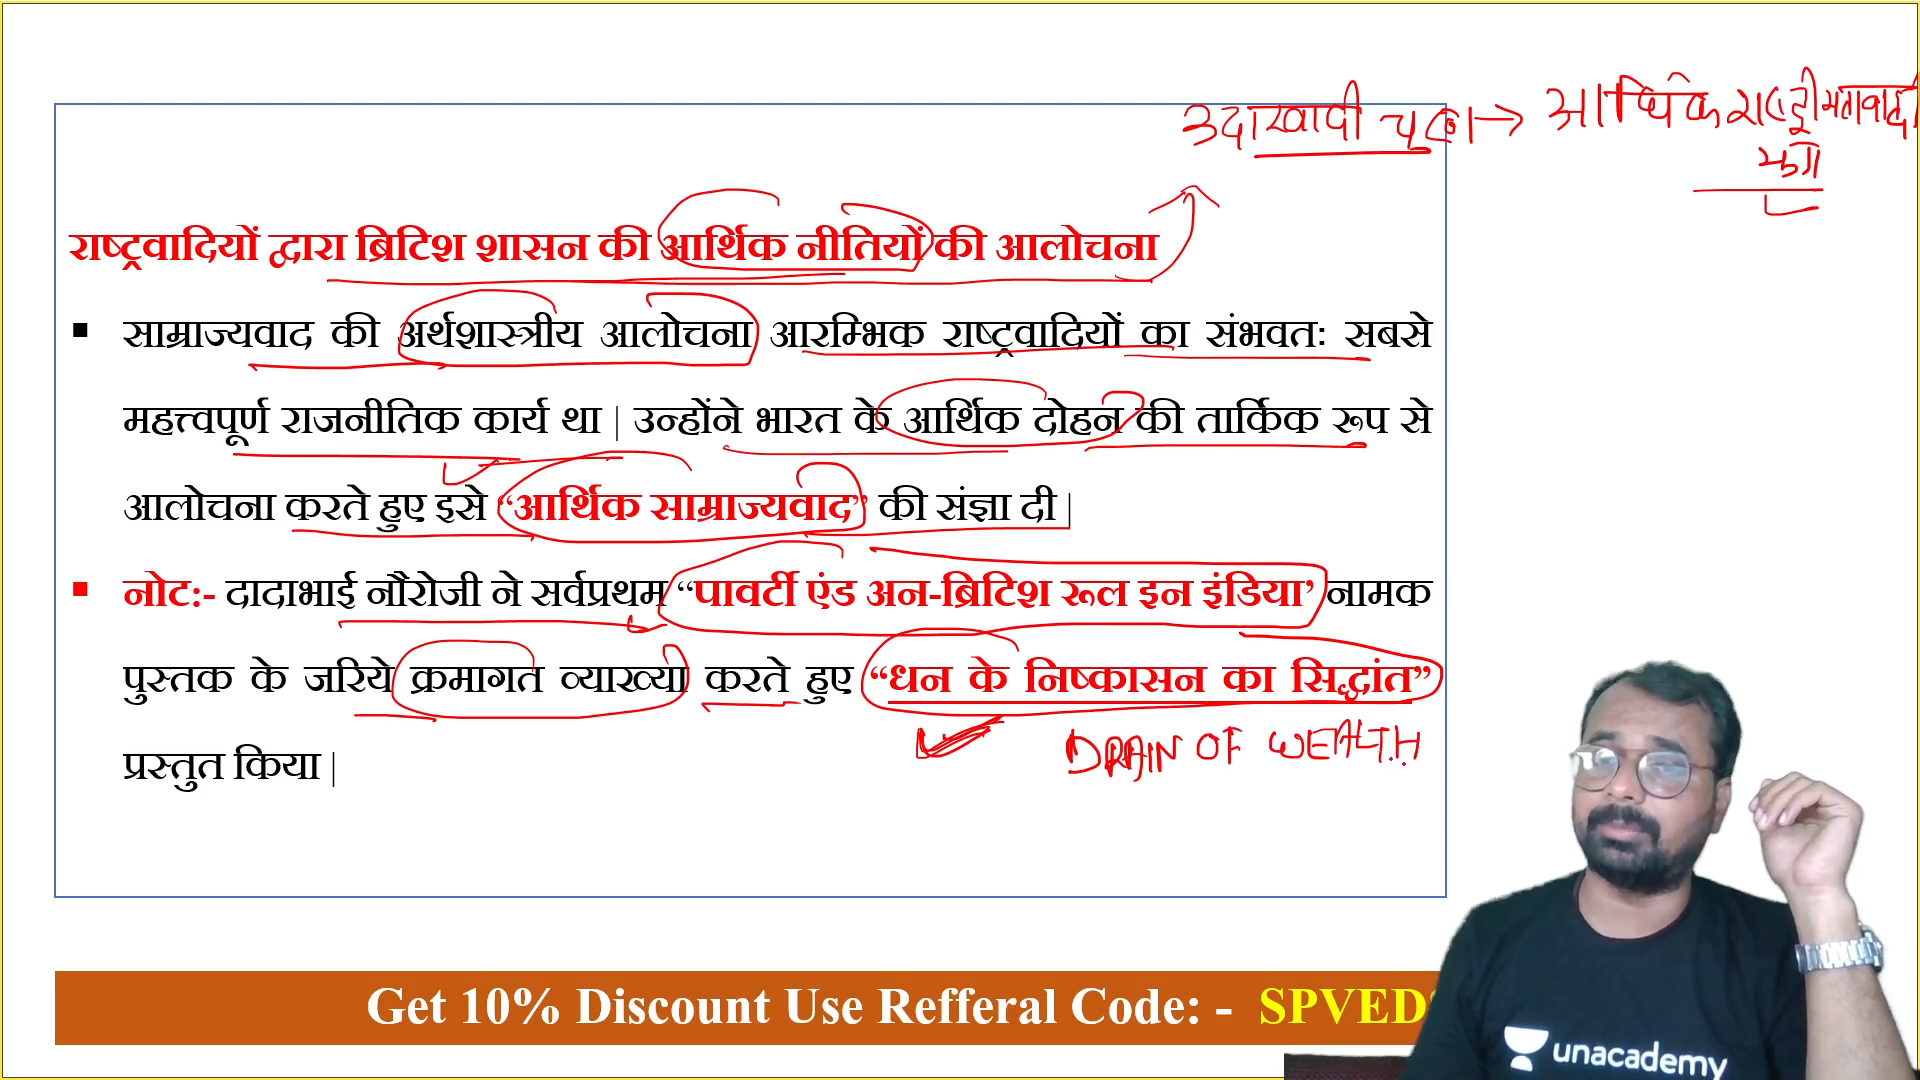 उदारवादी → आर्थिक राष्ट्रीयतावादी
राष्ट्रवादियों द्वारा ब्रिटिश शासन की आर्थिक नीतियों की आलोचना
▪ साम्राज्यवाद की अर्थशास्त्रीय आलोचना आरम्भिक राष्ट्रवादियों का संभवतः सबसे
महत्त्वपूर्ण राजनीतिक कार्य था | उन्होंने भारत के आर्थिक दोहन की तार्किक रूप से
आलोचना करते हुए इसे “आर्थिक साम्राज्यवाद” की संज्ञा दी |
▪ नोट:- दादाभाई नौरोजी ने सर्वप्रथम “पावर्टी एंड अन-ब्रिटिश रूल इन इंडिया’ नामक
पुस्तक के जरिये क्रमागत व्याख्या करते हुए “धन के निष्कासन का सिद्धांत”
DRAIN OF WEALTH
प्रस्तुत किया |
Get 10% Discount Use Refferal Code: - SPVED
unacademy